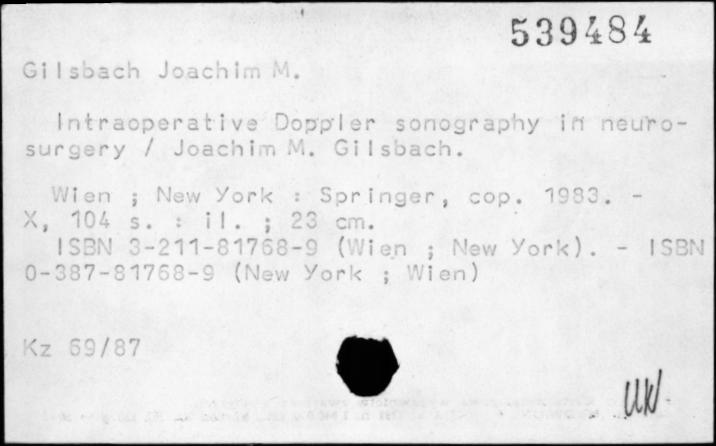 539484
Gilsbach Joachim M.
Intraoperative Doppler sonography in neuro-
surgery / Joachim M. Gilsbach.
Wien ; New York : Springer, cop. 1983. -
X, 104 s. : il. ; 23 cm.
ISBN 3-211-81768-9 (Wien ; New York). - ISBN
0-387-81768-9 (New York ; Wien)
Kz 69/87